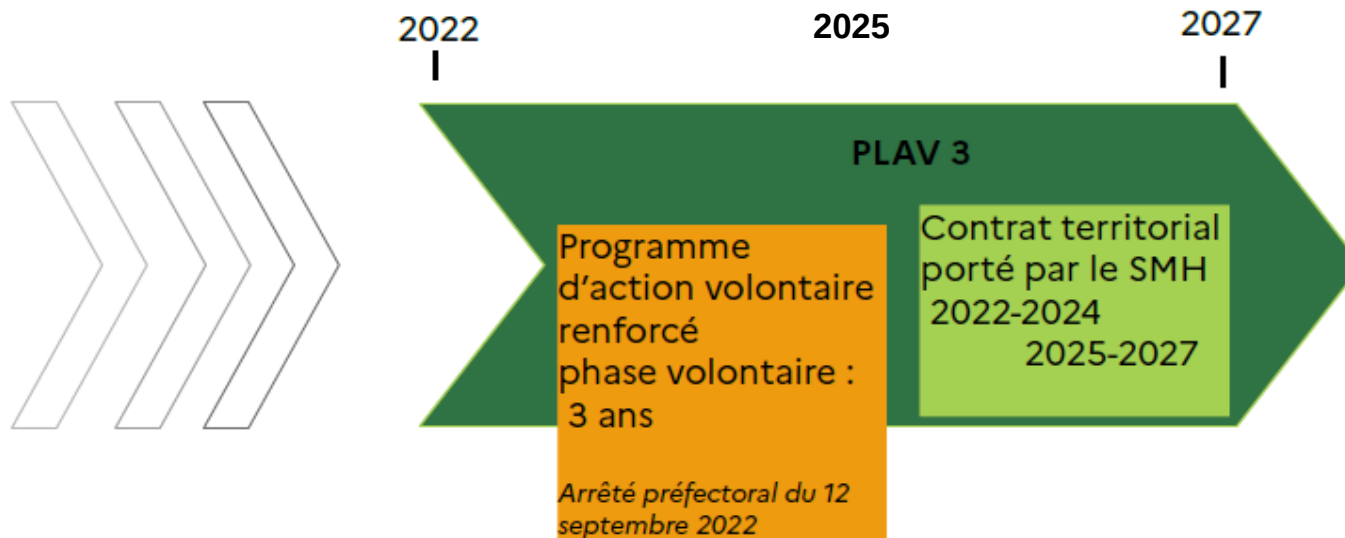 2022
2025
2027
PLAV 3
Programme
d'action volontaire
renforcé
phase volontaire :
3 ans
Arrêté préfectoral du 12
septembre 2022
Contrat territorial
porté par le SMH
2022-2024
2025-2027